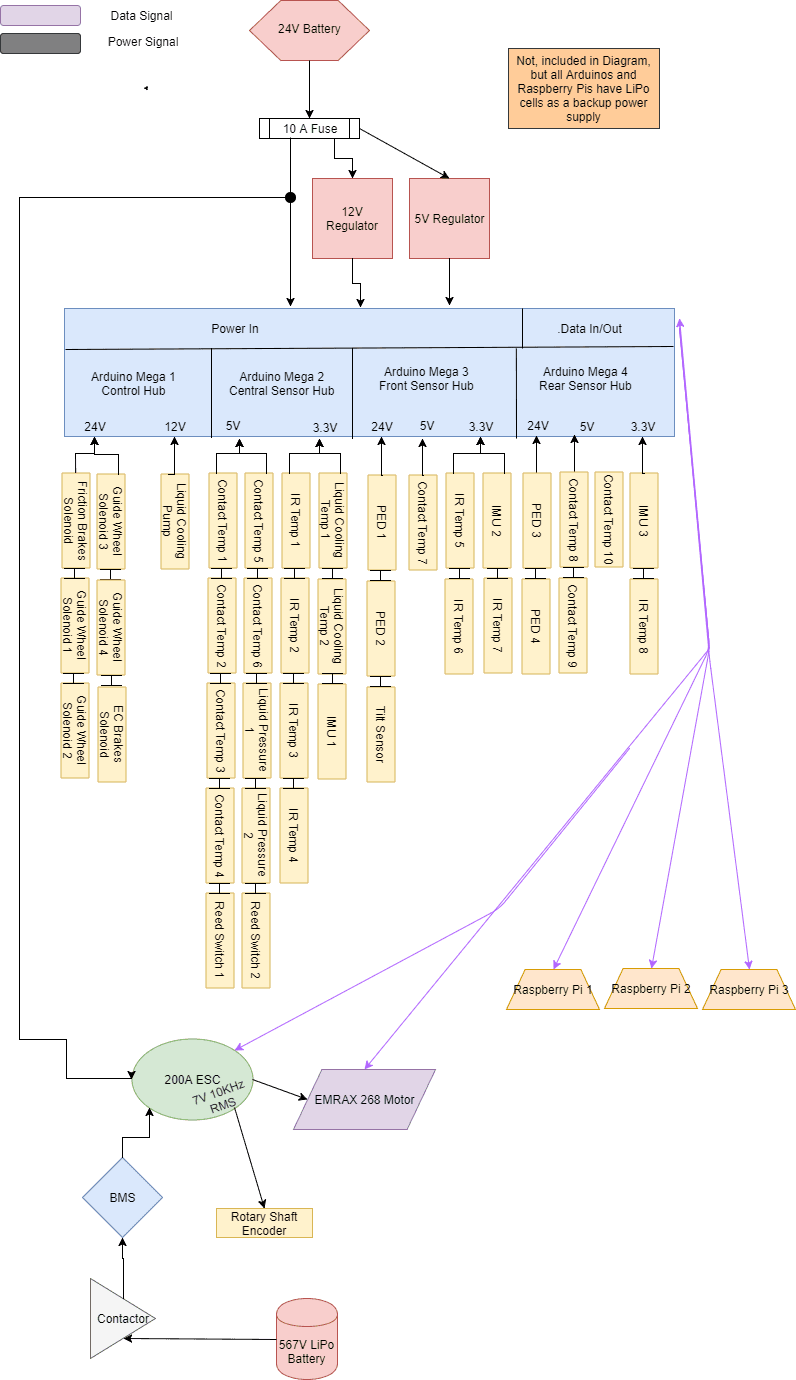 Data Signal
Power Signal
24V Battery
Not, included in Diagram,
but all Arduinos and
Raspberry Pis have LiPo
cells as a backup power
supply
10 A Fuse
12V
Regulator
5V Regulator
Power In
.Data In/Out
Arduino Mega 1
Control Hub
Arduino Mega 2
Central Sensor Hub
Arduino Mega 3
Front Sensor Hub
Arduino Mega 4
Rear Sensor Hub
24V
12V
5V
3.3V
24V
5V
3.3V
24V
5V
3.3V
Friction Brakes
Solenoid
Guide Wheel
Solenoid 3
Liquid Cooling
Pump
Contact Temp 1
Contact Temp 5
IR Temp 1
Liquid Cooling
Temp 1
PED 1
Contact Temp 7
IR Temp 5
IMU 2
PED 3
Contact Temp 8
Contact Temp 10
IMU 3
Guide Wheel
Solenoid 1
Guide Wheel
Solenoid 4
Contact Temp 2
Contact Temp 6
IR Temp 2
Liquid Cooling
Temp 2
PED 2
IR Temp 6
IR Temp 7
PED 4
Contact Temp 9
IR Temp 8
Guide Wheel
Solenoid 2
EC Brakes
Solenoid
Contact Temp 3
Liquid Pressure
1
IR Temp 3
IMU 1
Tilt Sensor
Contact Temp 4
Liquid Pressure
2
IR Temp 4
Reed Switch 1
Reed Switch 2
Raspberry Pi 1
Raspberry Pi 2
Raspberry Pi 3
200A ESC
7V 10KHz
RMS
EMRAX 268 Motor
BMS
Rotary Shaft
Encoder
Contactor
567V LiPo
Battery